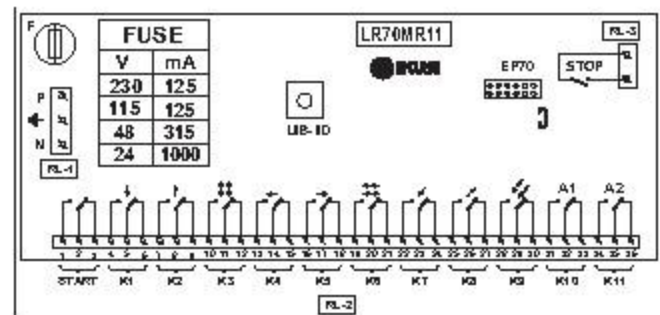 F
FUSE
V mA
230 125
115 125
48 315
24 1000
LR70MR11
IKUSI
LIB-ID
EP70
STOP
RL-3
P
N
RL-1
A1 A2
1 2 3 4 5 6 7 8 9 10 11 12 13 14 15 16 17 18 19 20 21 22 23 24 25 26 27 28 29 30 31 32 33 34 35 36
START K1 K2 K3 K4 K5 K6 K7 K8 K9 K10 K11
RL-2